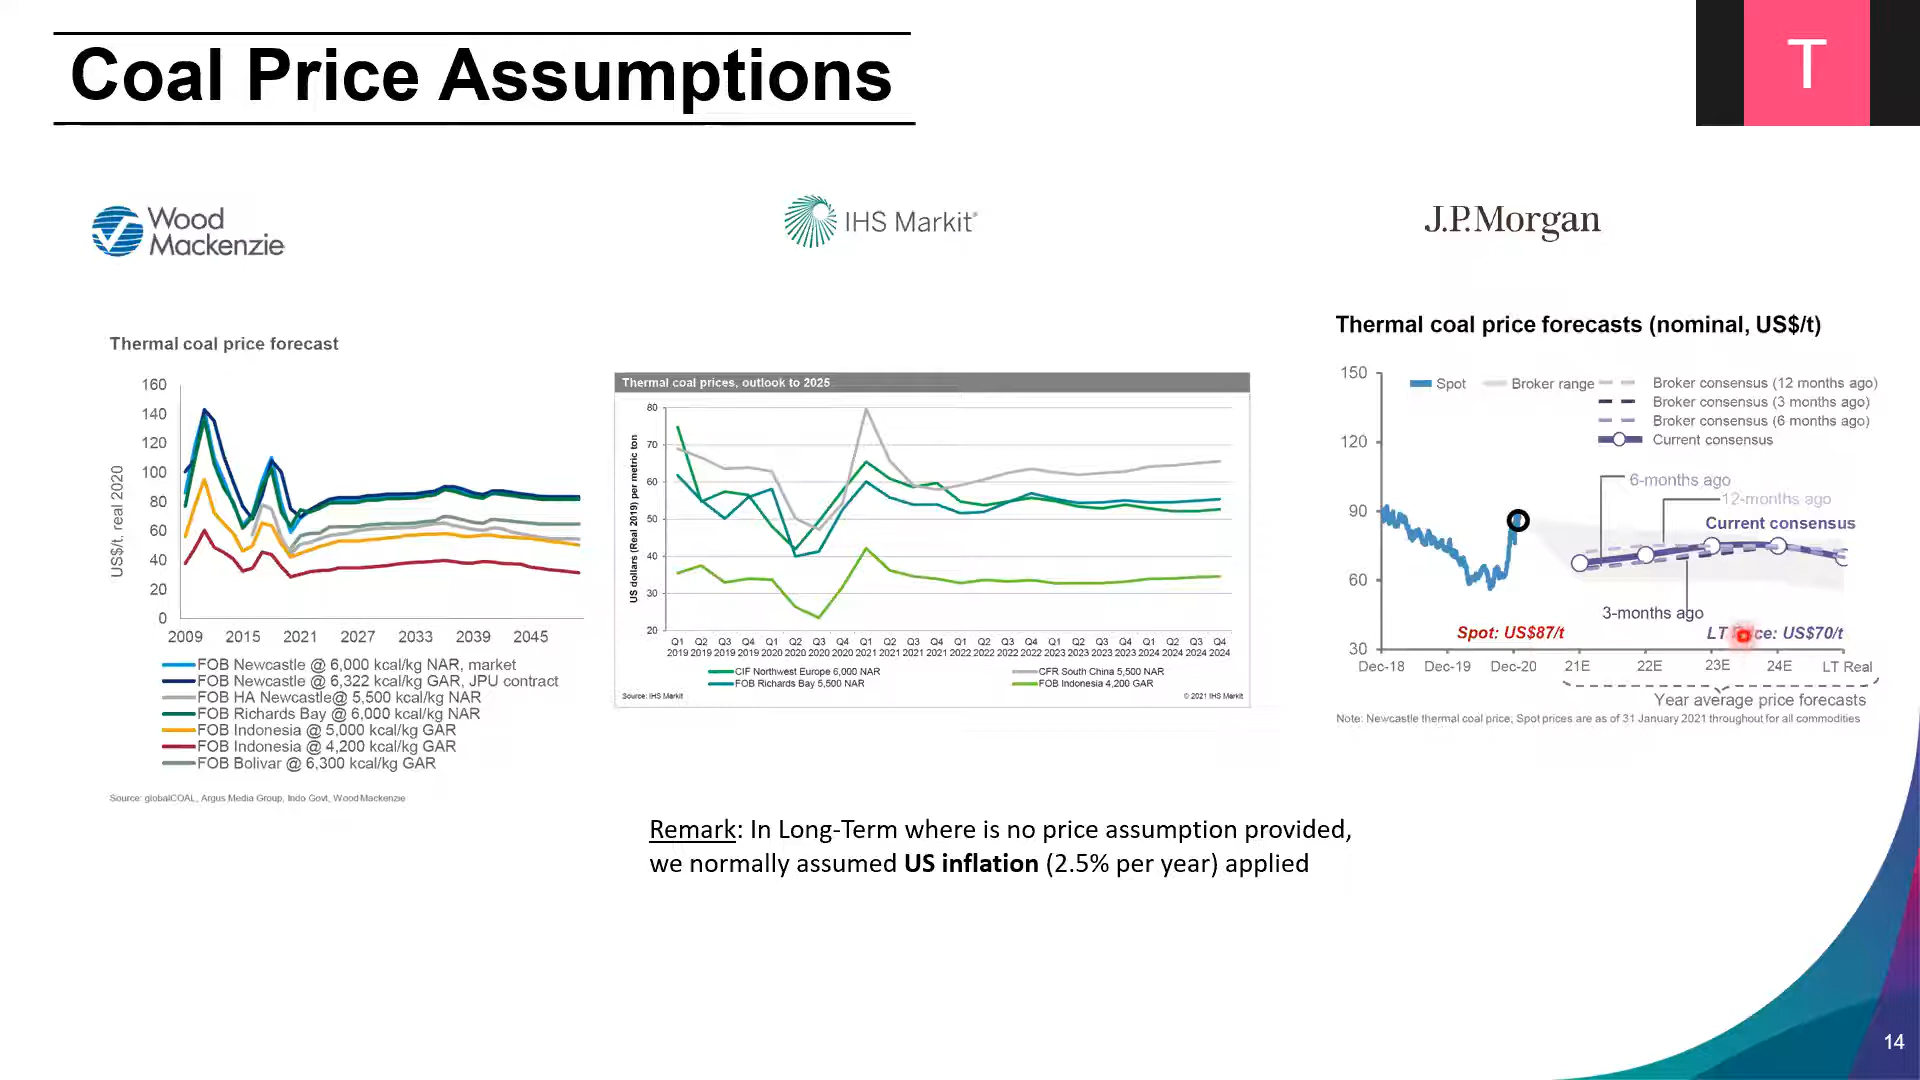 Coal Price Assumptions
T
Wood
Mackenzie
IHS Markit®
J.P.Morgan
Thermal coal price forecast
160
140
120
100
80
60
40
20
0
US$/t, real 2020
2009 2015 2021 2027 2033 2039 2045
FOB Newcastle @ 6,000 kcal/kg NAR, market
FOB Newcastle @ 6,322 kcal/kg GAR, JPU contract
FOB HA Newcastle@ 5,500 kcal/kg NAR
FOB Richards Bay @ 6,000 kcal/kg NAR
FOB Indonesia @ 5,000 kcal/kg GAR
FOB Indonesia @ 4,200 kcal/kg GAR
FOB Bolivar @ 6,300 kcal/kg GAR
Source: globalCOAL, Argus Media Group, Indo Govt, Wood Mackenzie
Thermal coal prices, outlook to 2025
US dollars (Real 2019) per metric ton
80
70
60
50
40
30
20
Q1 Q2 Q3 Q4 Q1 Q2 Q3 Q4 Q1 Q2 Q3 Q4 Q1 Q2 Q3 Q4 Q1 Q2 Q3 Q4 Q1 Q2 Q3 Q4
2019 2019 2019 2019 2020 2020 2020 2020 2021 2021 2021 2021 2022 2022 2022 2022 2023 2023 2023 2023 2024 2024 2024 2024
CIF Northwest Europe 6,000 NAR
CFR South China 5,500 NAR
FOB Richards Bay 5,500 NAR
FOB Indonesia 4,200 GAR
Source: IHS Markit
© 2021 IHS Markit
Thermal coal price forecasts (nominal, US$/t)
150
120
90
60
30
Spot
Broker range
Broker consensus (12 months ago)
Broker consensus (3 months ago)
Broker consensus (6 months ago)
Current consensus
6-months ago
12-months ago
Current consensus
3-months ago
Spot: US$87/t
LT ce: US$70/t
Dec-18 Dec-19 Dec-20 21E 22E 23E 24E LT Real
Year average price forecasts
Note: Newcastle thermal coal price; Spot prices are as of 31 January 2021 throughout for all commodities
Remark: In Long-Term where is no price assumption provided,
we normally assumed US inflation (2.5% per year) applied
14